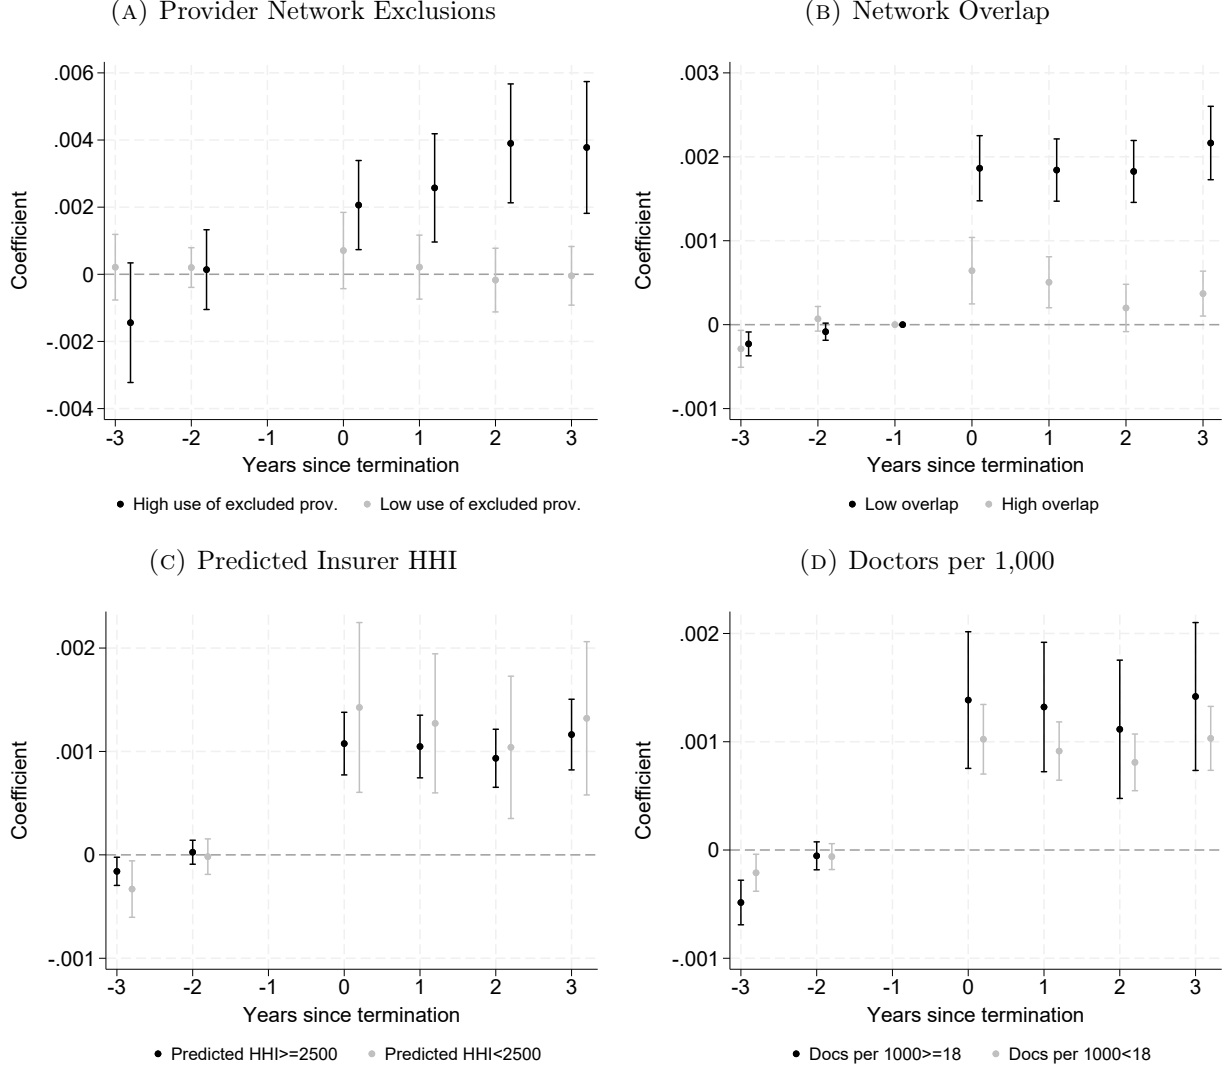 (A) Provider Network Exclusions
.006
.004
.002
0
-.002
-.004
Coefficient
-3 -2 -1 0 1 2 3
Years since termination
High use of excluded prov. Low use of excluded prov.
(B) Network Overlap
.003
.002
.001
0
-.001
Coefficient
-3 -2 -1 0 1 2 3
Years since termination
Low overlap High overlap
(C) Predicted Insurer HHI
.002
.001
0
-.001
Coefficient
-3 -2 -1 0 1 2 3
Years since termination
Predicted HHI>=2500 Predicted HHI<2500
(D) Doctors per 1,000
.002
.001
0
-.001
Coefficient
-3 -2 -1 0 1 2 3
Years since termination
Docs per 1000>=18 Docs per 1000<18